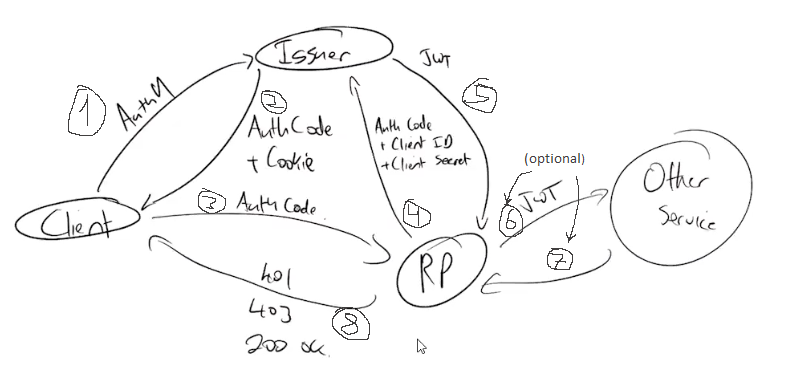 Issuer
JWT
1
AuthN
2
5
AuthCode
+ Cookie
Auth Code
+ Client ID
+ Client Secret
(optional)
Other
Service
3
Auth Code
4
6
JWT
Client
7
RP
401
403
8
200 OK.